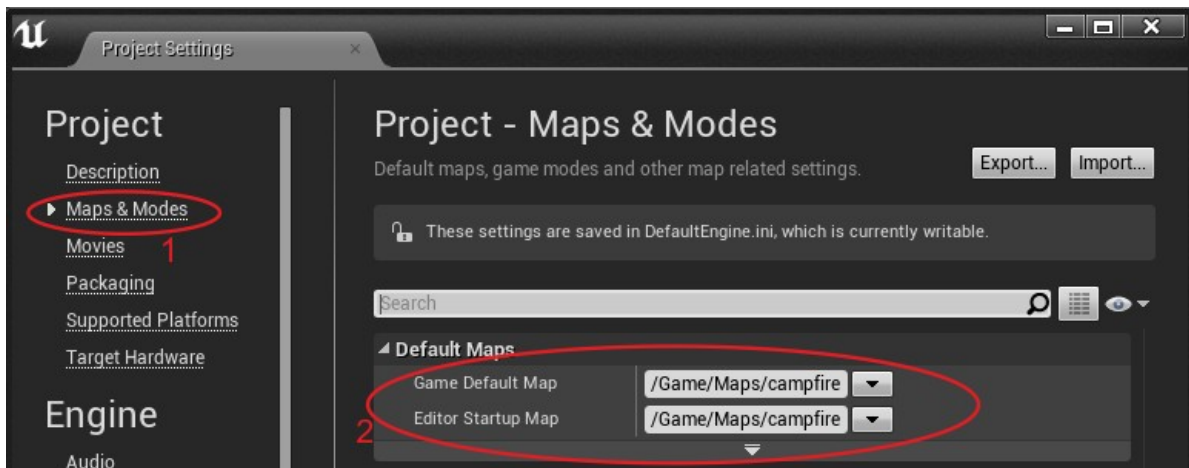 Project Settings
Project
Description
Maps & Modes
1
Movies
Packaging
Supported Platforms
Target Hardware
Engine
Audio
Project - Maps & Modes
Default maps, game modes and other map related settings.
Export...
Import...
These settings are saved in DefaultEngine.ini, which is currently writable.
Search
Default Maps
Game Default Map
/Game/Maps/campfire
Editor Startup Map
/Game/Maps/campfire
2